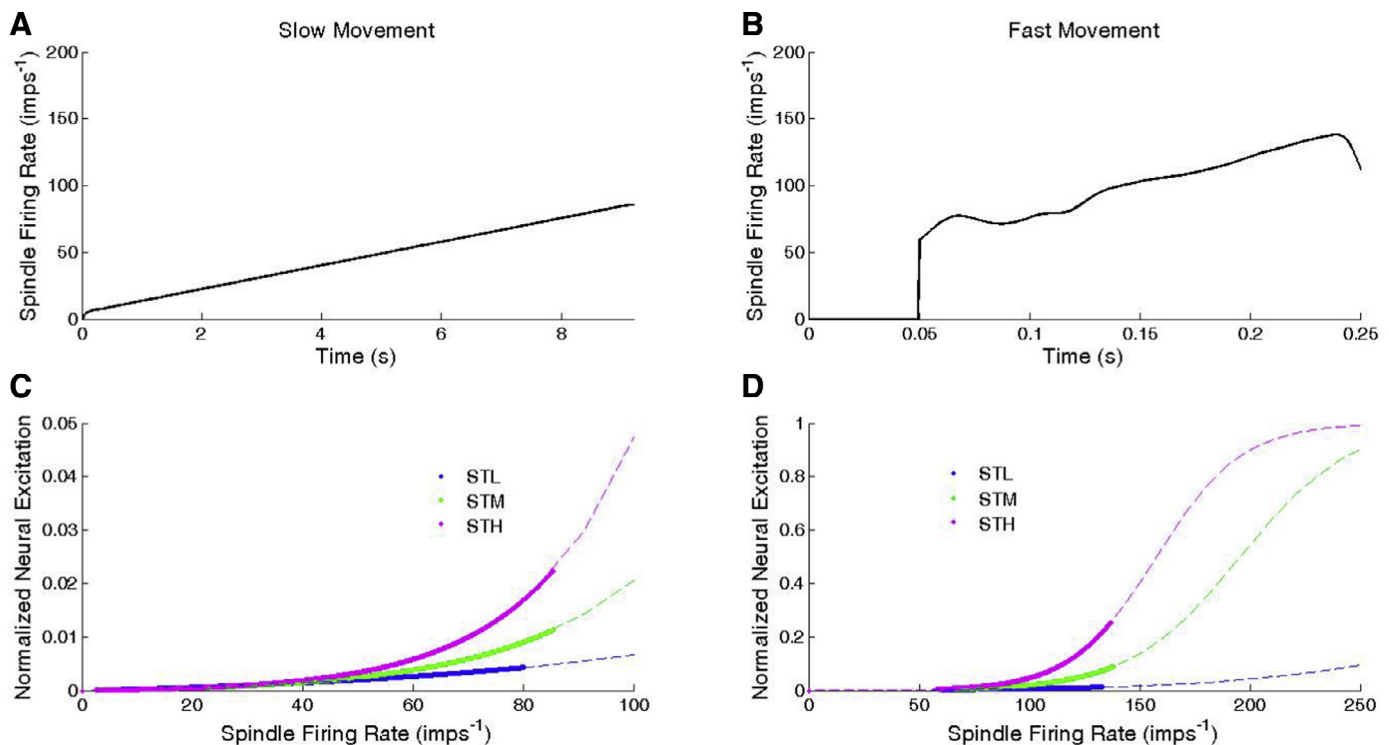 A
Slow Movement
Spindle Firing Rate (imps⁻¹)
200
150
100
50
0
0 2 4 6 8
Time (s)
B
Fast Movement
Spindle Firing Rate (imps⁻¹)
200
150
100
50
0
0 0.05 0.1 0.15 0.2 0.25
Time (s)
C
Normalized Neural Excitation
0.05
0.04
0.03
0.02
0.01
0
STL
STM
STH
0 20 40 60 80 100
Spindle Firing Rate (imps⁻¹)
D
Normalized Neural Excitation
1
0.8
0.6
0.4
0.2
0
STL
STM
STH
0 50 100 150 200 250
Spindle Firing Rate (imps⁻¹)